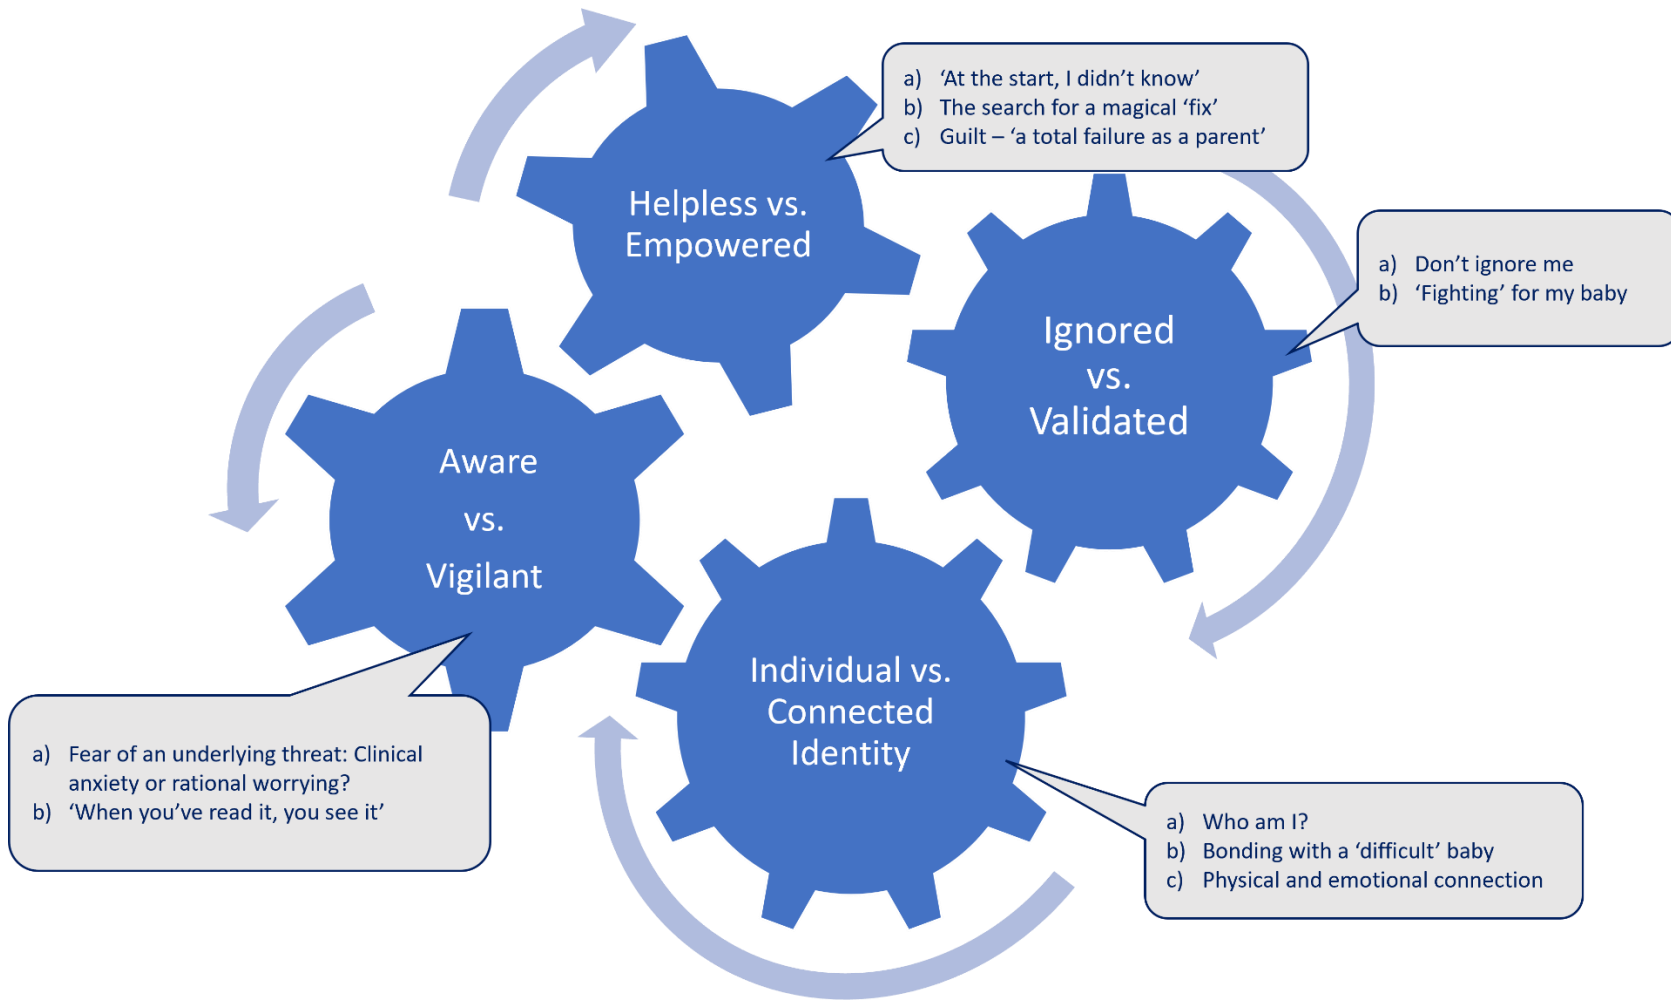 a) ‘At the start, I didn’t know’
b) The search for a magical ‘fix’
c) Guilt – ‘a total failure as a parent’
Helpless vs.
Empowered
a) Don’t ignore me
b) ‘Fighting’ for my baby
Ignored
vs.
Validated
Aware
vs.
Vigilant
a) Fear of an underlying threat: Clinical
anxiety or rational worrying?
b) ‘When you’ve read it, you see it’
Individual vs.
Connected
Identity
a) Who am I?
b) Bonding with a ‘difficult’ baby
c) Physical and emotional connection